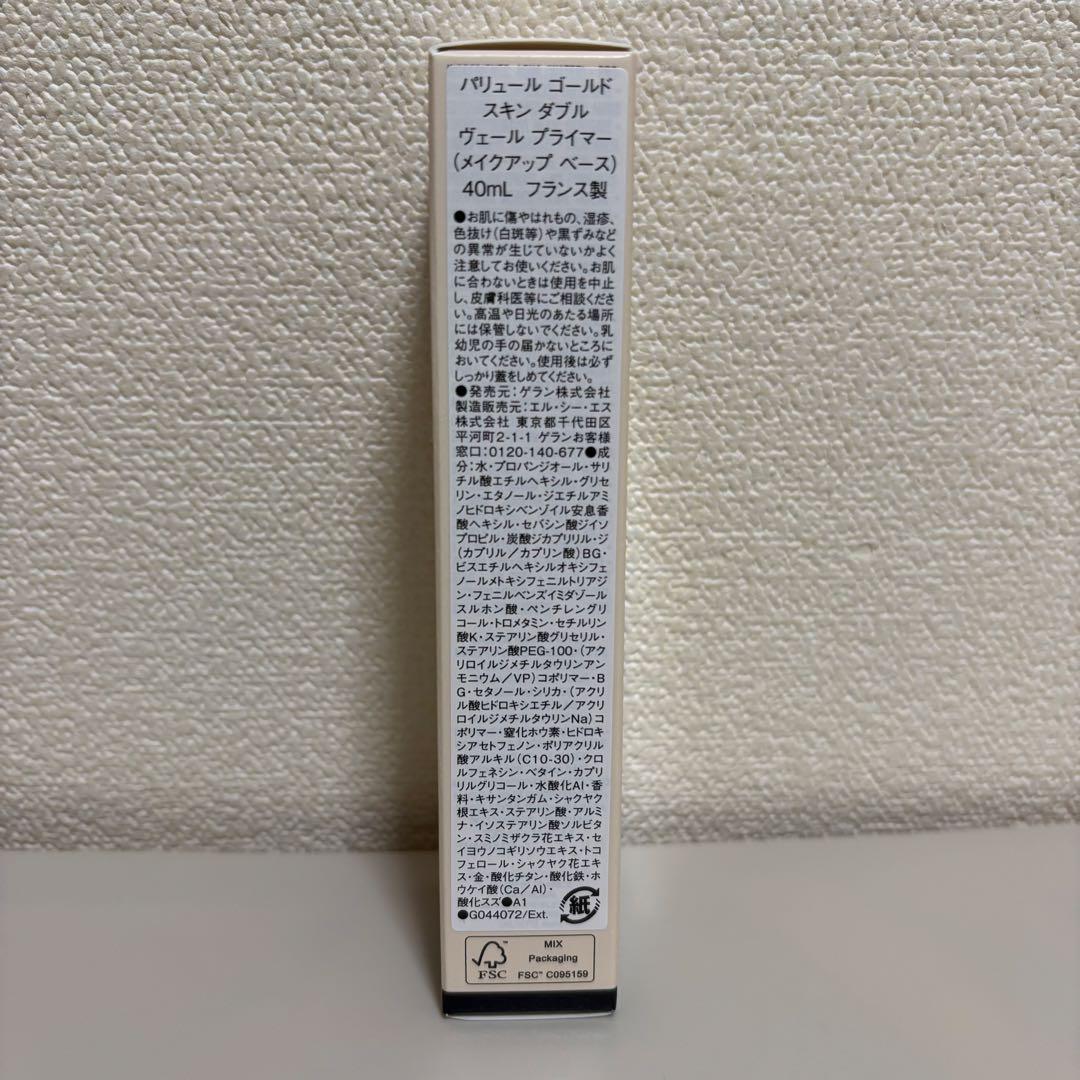 パリュール ゴールド
スキン ダブル
ヴェール プライマー
(メイクアップ ベース)
40mL フランス製
●お肌に傷やはれもの、湿疹、
色抜け(白斑等)や黒ずみなど
の異常が生じていないかよく
注意してお使いください。お肌
に合わないときは使用を中止
し、皮膚科医等にご相談くださ
い。高温や日光のあたる場所
には保管しないでください。乳
幼児の手の届かないところに
おいてください。使用後は必ず
しっかり蓋をしめてください。
●発売元:ゲラン株式会社
製造販売元:エル・シー・エス
株式会社 東京都千代田区
平河町2-1-1 ゲランお客様
窓口:0120-140-677●成
分:水・プロパンジオール・サリ
チル酸エチルヘキシル・グリセ
リン・エタノール・ジエチルアミ
ノヒドロキシベンゾイル安息香
酸ヘキシル・セバシン酸ジイソ
プロピル・炭酸ジカプリリル・ジ
(カプリル/カプリン酸)BG・
ビスエチルヘキシルオキシフェ
ノールメトキシフェニルトリアジ
ン・フェニルベンズイミダゾール
スルホン酸・ペンチレングリ
コール・トロメタミン・セチルリン
酸K・ステアリン酸グリセリル・
ステアリン酸PEG-100・(アク
リロイルジメチルタウリンアン
モニウム/VP)コポリマー・B
G・セタノール・シリカ・(アクリ
ル酸ヒドロキシエチル/アクリ
ロイルジメチルタウリンNa)コ
ポリマー・窒化ホウ素・ヒドロキ
シアセトフェノン・ポリアクリル
酸アルキル(C10-30)・クロ
ルフェネシン・ベタイン・カプリ
リルグリコール・水酸化Al・香
料・キサンタンガム・シャクヤク
根エキス・ステアリン酸・アルミ
ナ・イソステアリン酸ソルビタ
ン・スミノミザクラ花エキス・セ
イヨウノコギリソウエキス・トコ
フェロール・シャクヤク花エキ
ス・金・酸化チタン・酸化鉄・ホ
ウケイ酸(Ca/Al)・
酸化スズ●A1
●G044072/Ext.
紙
FSC™
MIX
Packaging
FSC™ C095159